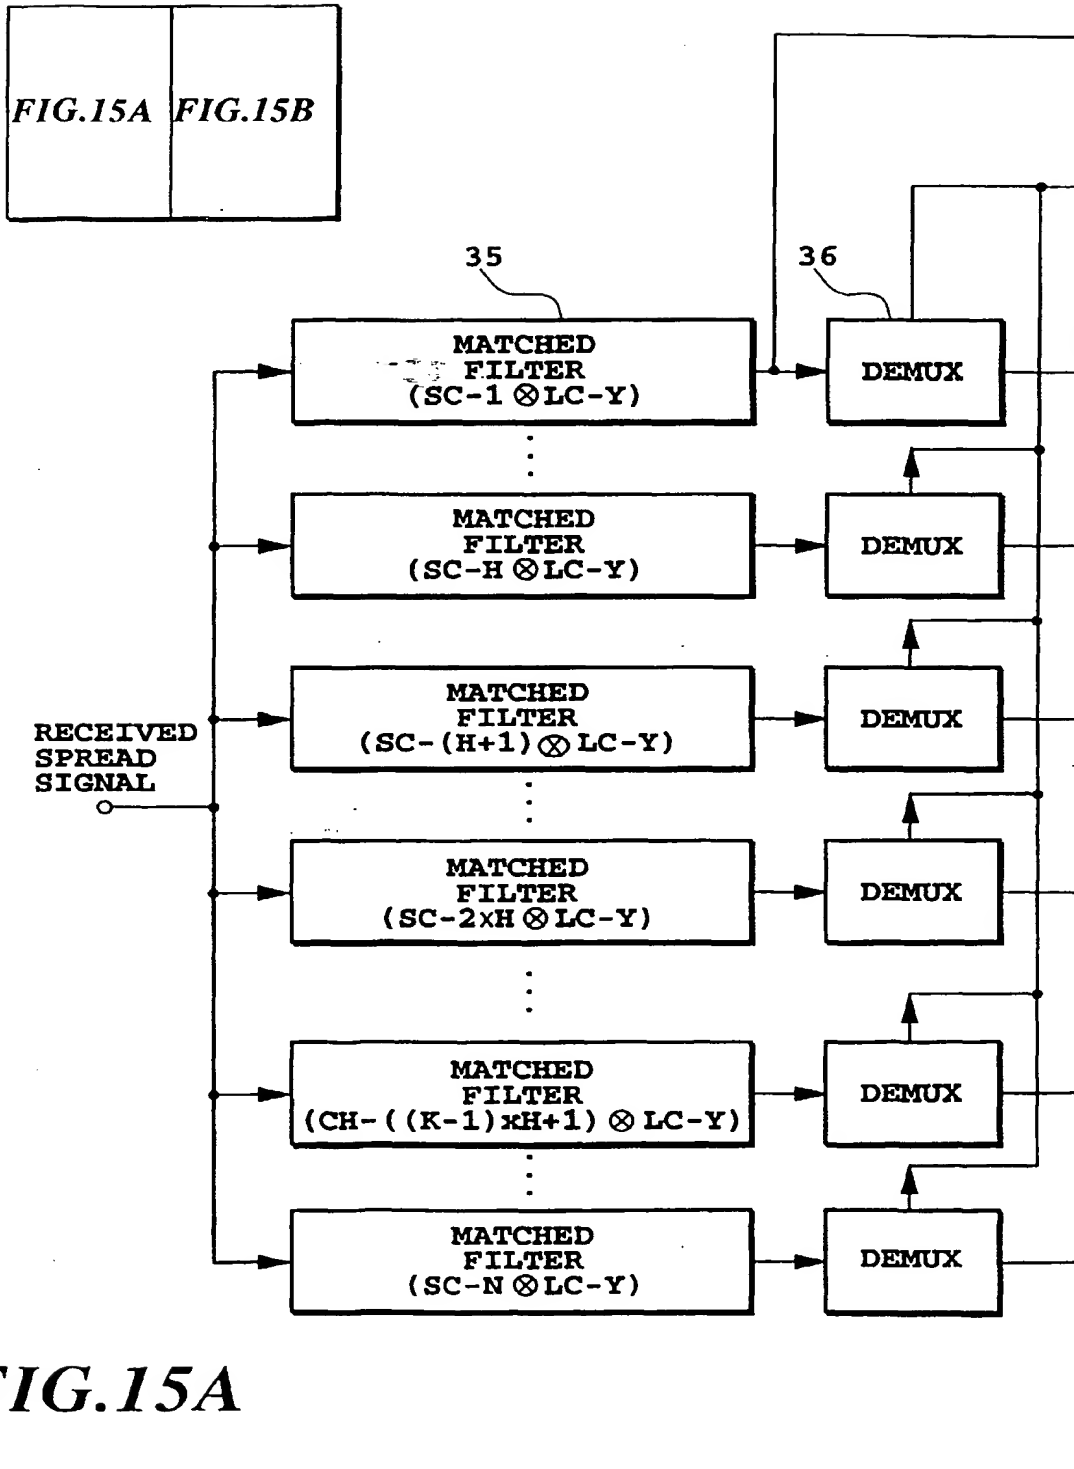 FIG.15A FIG.15B
35
36
MATCHED
FILTER
(SC-1 ⊗ LC-Y)
DEMUX
MATCHED
FILTER
(SC-H ⊗ LC-Y)
DEMUX
MATCHED
FILTER
(SC-(H+1) ⊗ LC-Y)
DEMUX
RECEIVED
SPREAD
SIGNAL
MATCHED
FILTER
(SC-2xH ⊗ LC-Y)
DEMUX
MATCHED
FILTER
(CH-((K-1)xH+1) ⊗ LC-Y)
DEMUX
MATCHED
FILTER
(SC-N ⊗ LC-Y)
DEMUX
FIG.15A